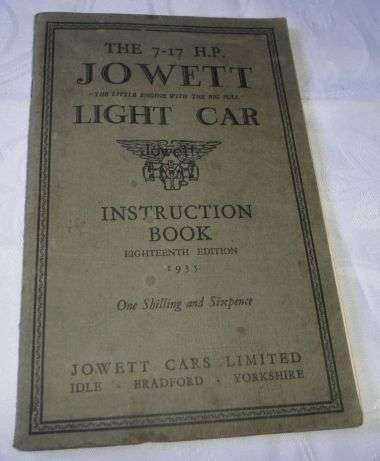 THE 7-17 H.P.
JOWETT
"THE LITTLE ENGINE WITH THE BIG PULL"
LIGHT CAR
Jowett
INSTRUCTION
BOOK
EIGHTEENTH EDITION
1935
One Shilling and Sixpence
JOWETT CARS LIMITED
IDLE - BRADFORD - YORKSHIRE